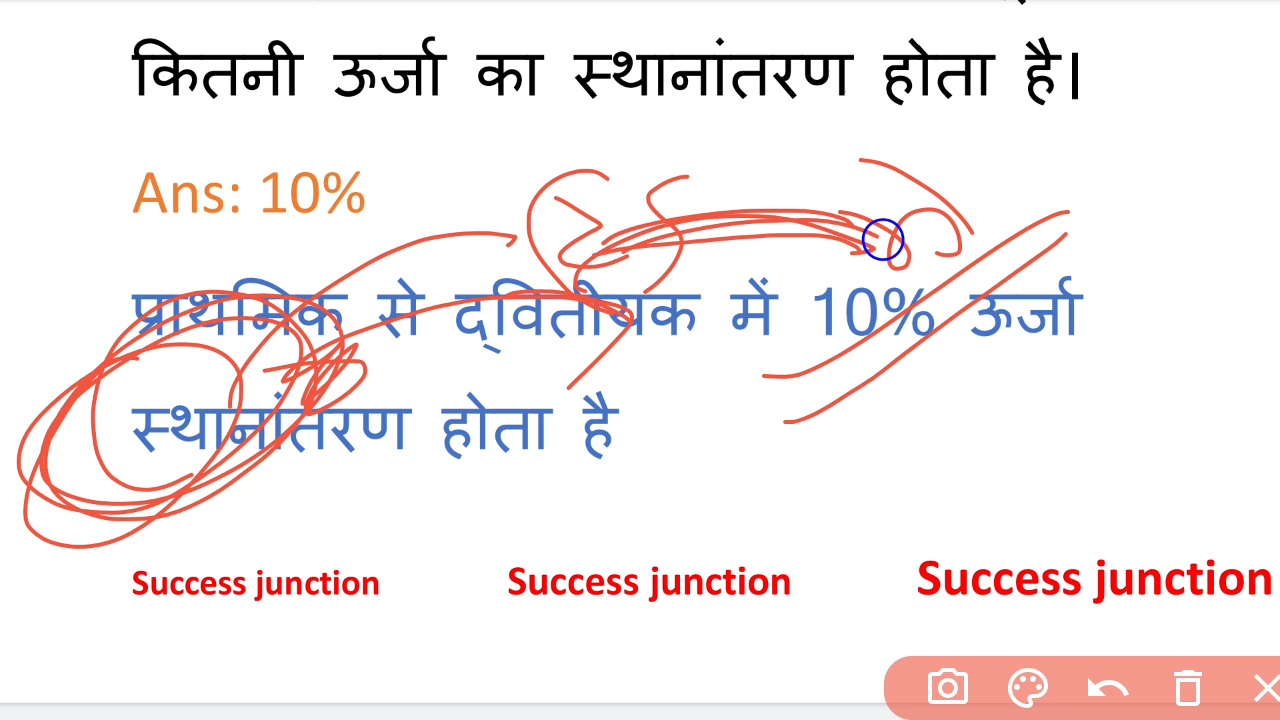 कितनी ऊर्जा का स्थानांतरण होता है।
Ans: 10%
प्राथमिक से द्वितीयक में 10% ऊर्जा
स्थानांतरण होता है
Success junction Success junction Success junction